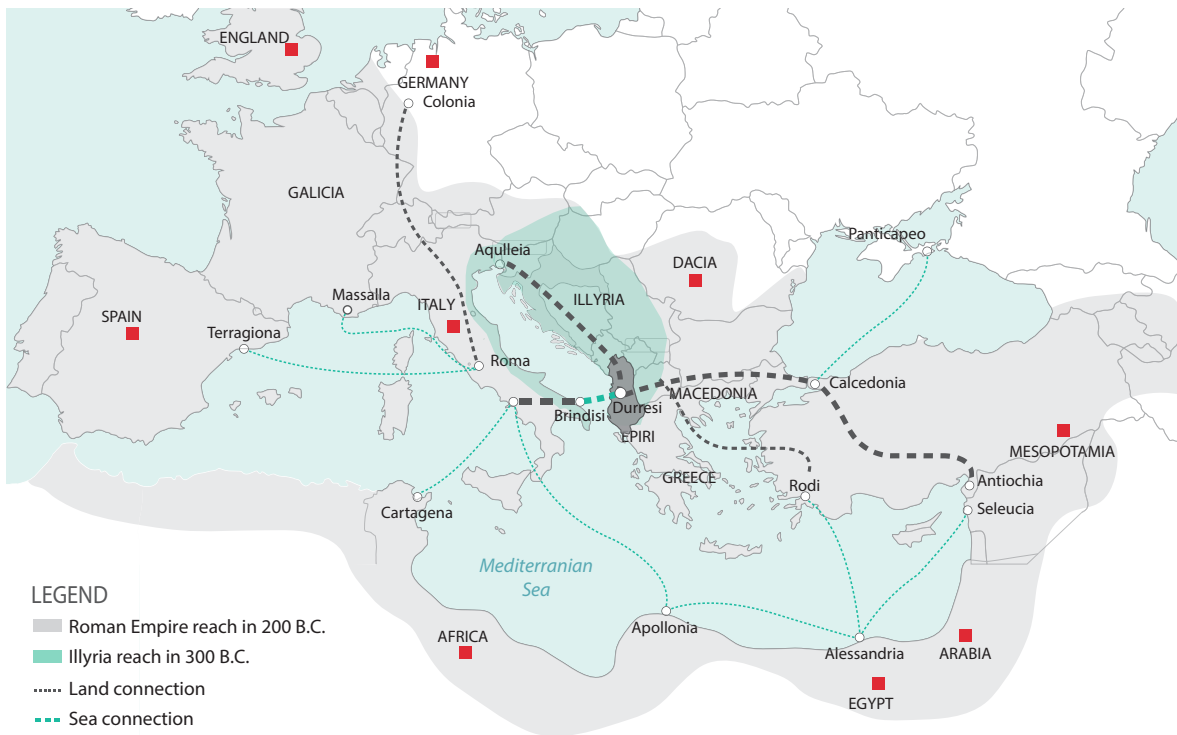 ENGLAND
GERMANY
Colonia
GALICIA
Panticapeo
Aqulleia
DACIA
Massalla
ITALY
ILLYRIA
SPAIN
Terragiona
Roma
Calcedonia
MACEDONIA
Brindisi
Durresi
EPIRI
MESOPOTAMIA
GREECE
Rodi
Antiochia
Cartagena
Seleucia
Mediterranian
Sea
LEGEND
Roman Empire reach in 200 B.C.
Apollonia
AFRICA
Alessandria
ARABIA
Illyria reach in 300 B.C.
Land connection
EGYPT
Sea connection